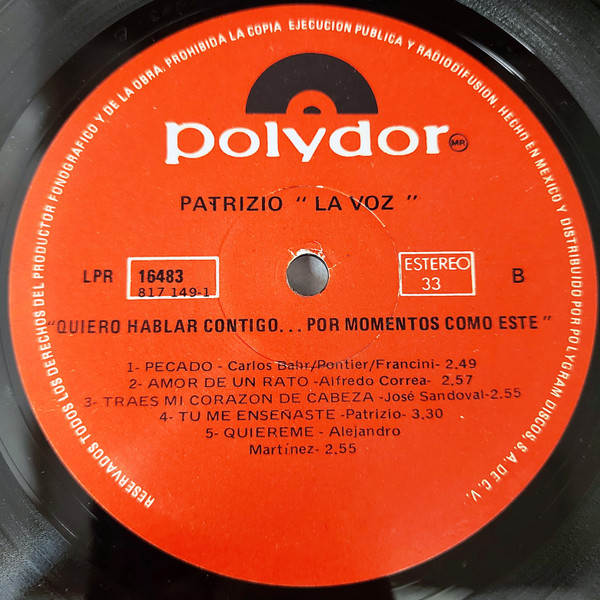 RESERVADOS TODOS LOS DERECHOS DEL PRODUCTOR FONOGRAFICO Y DE LA OBRA, PROHIBIDA LA COPIA EJECUCION PUBLICA Y RADIODIFUSION. HECHO EN MEXICO Y DISTRIBUIDO POR POLYGRAM DISCOS, S.A. DE C.V.
polydor MR
PATRIZIO " LA VOZ "
LPR 16483 ESTEREO B
817 149-1 33
"QUIERO HABLAR CONTIGO... POR MOMENTOS COMO ESTE"
1- PECADO - Carlos Bahr/Pontier/Francini- 2.49
2- AMOR DE UN RATO -Alfredo Correa- 2.57
3- TRAES MI CORAZON DE CABEZA -José Sandoval-2.55
4- TU ME ENSEÑASTE -Patrizio- 3.30
5- QUIEREME - Alejandro
Martínez- 2.55